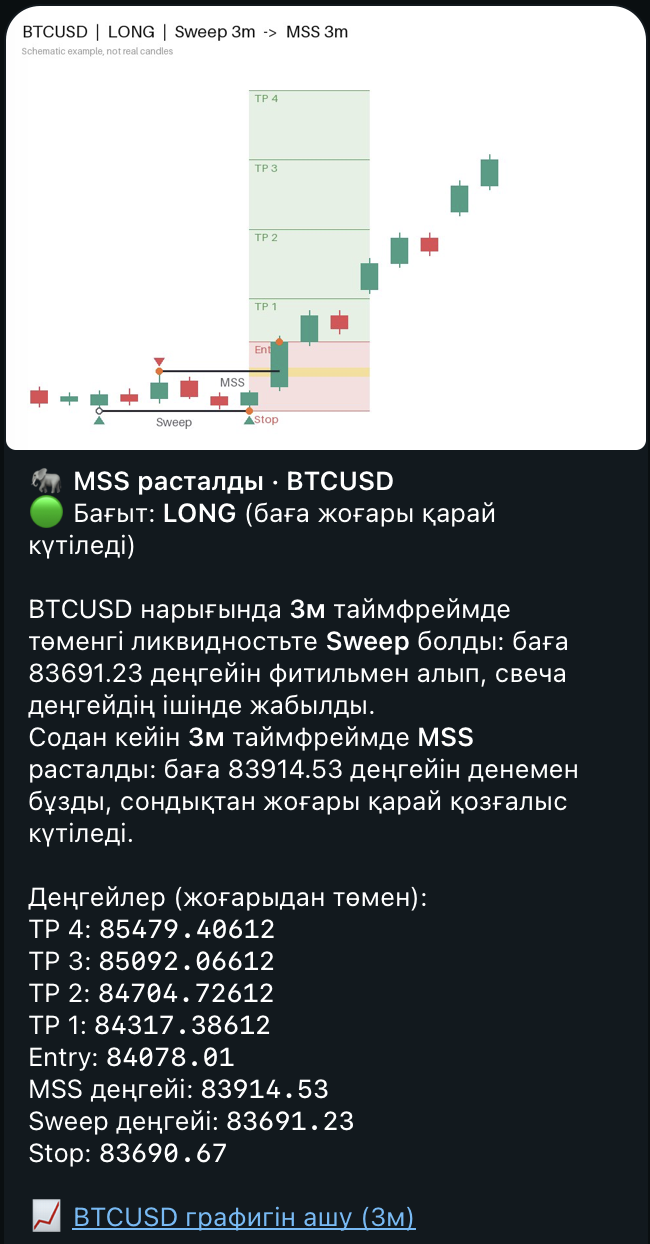 BTCUSD | LONG | Sweep 3m -> MSS 3m
Schematic example, not real candles
TP 4
TP 3
TP 2
TP 1
Ent
MSS
Sweep
Stop
MSS расталды · BTCUSD
Бағыт: LONG (баға жоғары қарай
күтіледі)
BTCUSD нарығында 3м таймфреймде
төменгі ликвидностьте Sweep болды: баға
83691.23 деңгейін фитильмен алып, свеча
деңгейдің ішінде жабылды.
Содан кейін 3м таймфреймде MSS
расталды: баға 83914.53 деңгейін денемен
бұзды, сондықтан жоғары қарай қозғалыс
күтіледі.
Деңгейлер (жоғарыдан төмен):
TP 4: 85479.40612
TP 3: 85092.06612
TP 2: 84704.72612
TP 1: 84317.38612
Entry: 84078.01
MSS деңгейі: 83914.53
Sweep деңгейі: 83691.23
Stop: 83690.67
BTCUSD графигін ашу (3м)